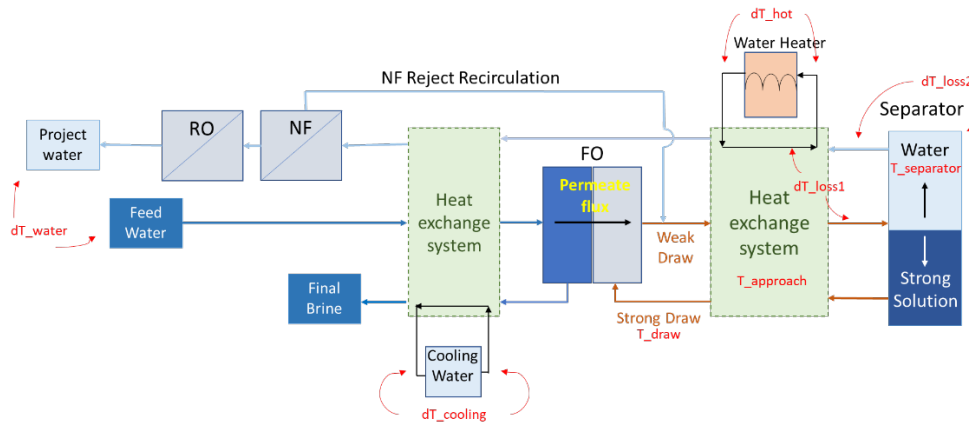 dT_hot
Water Heater
NF Reject Recirculation
dT_loss2
Separator
RO
NF
Project
water
FO
Water
T_separator
Permeate
flux
dT_loss1
Heat
exchange
system
Heat
exchange
system
dT_water
Feed
Water
Weak
Draw
T_approach
Strong
Solution
Final
Brine
Strong Draw
T_draw
Cooling
Water
dT_cooling